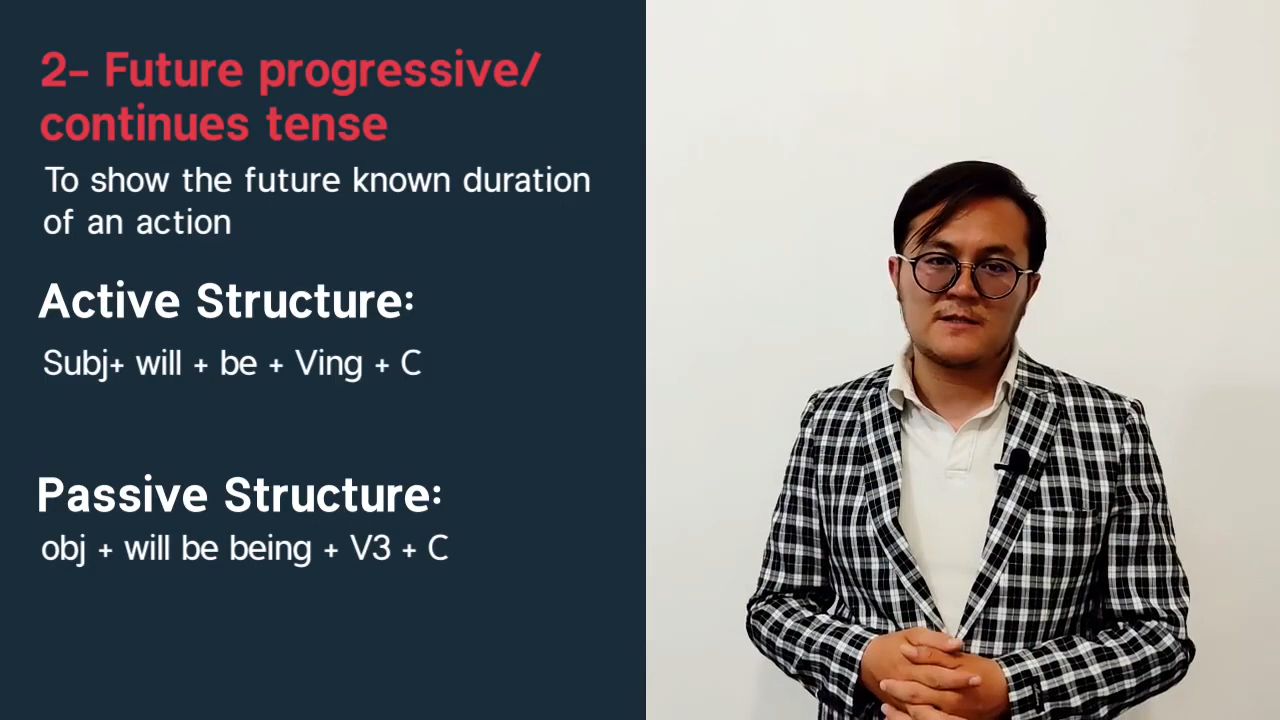 2- Future progressive/
continues tense
To show the future known duration
of an action
Active Structure:
Subj+ will + be + Ving + C
Passive Structure:
obj + will be being + V3 + C